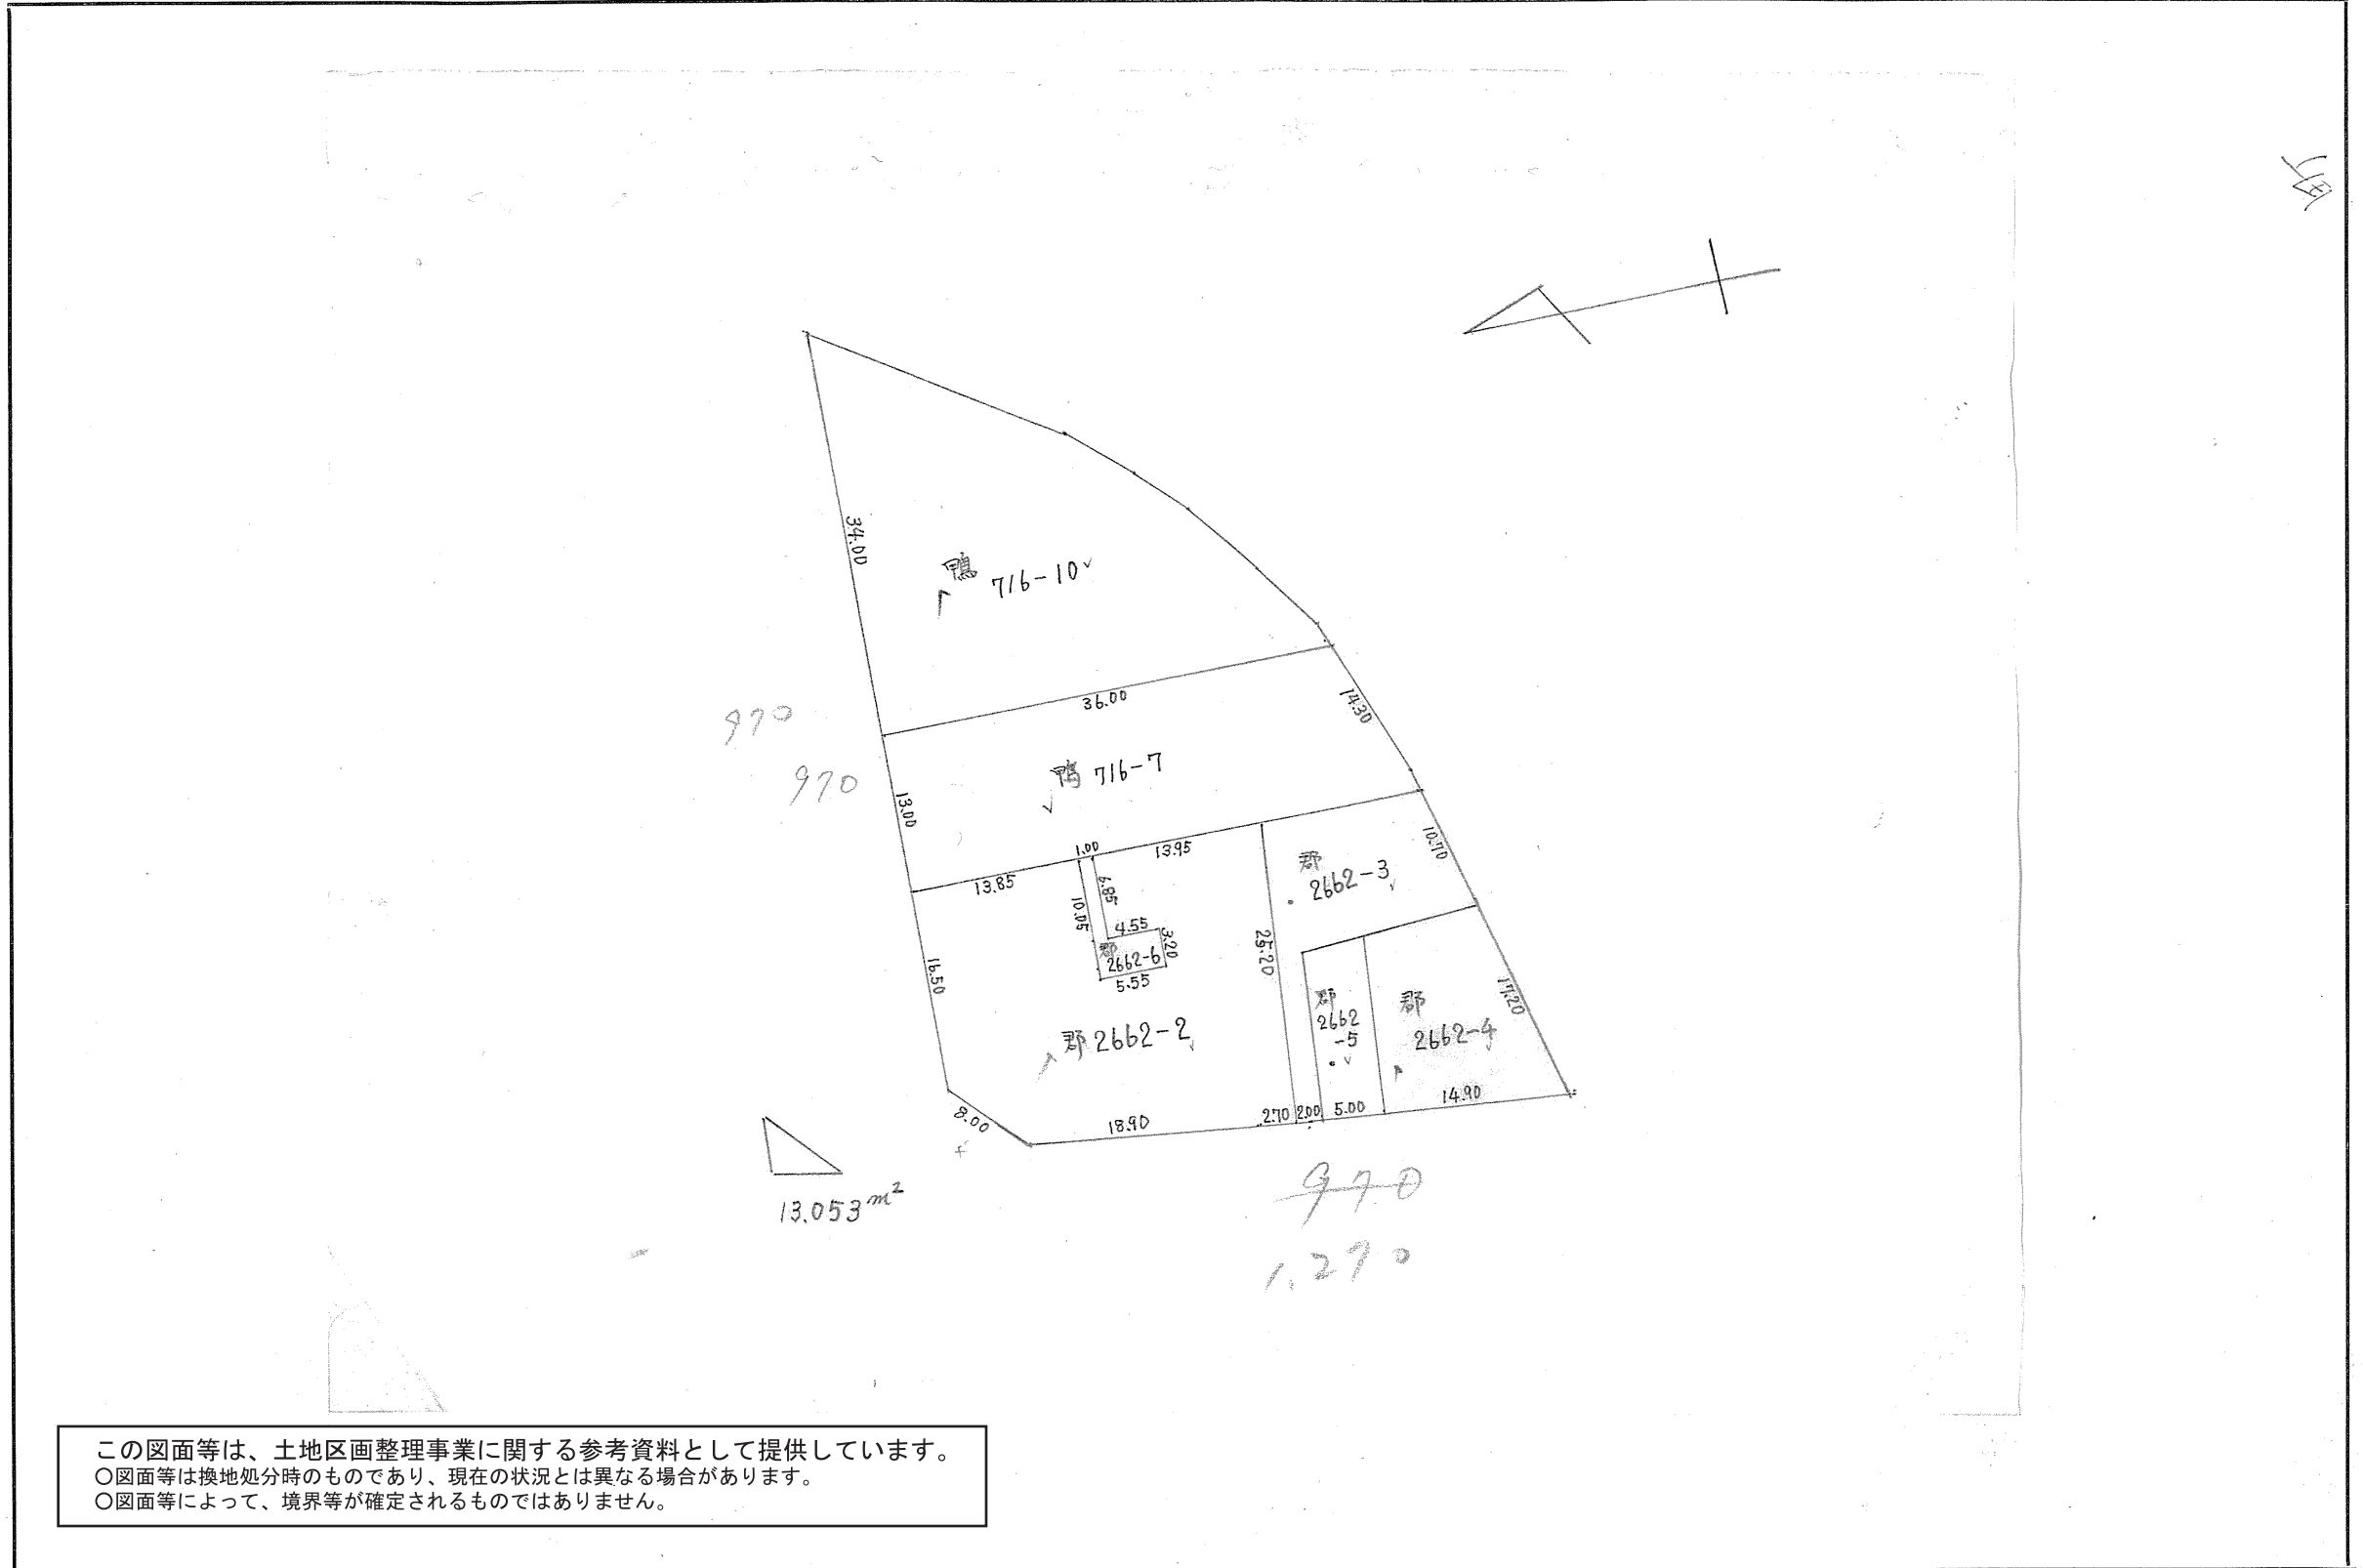 34.00
鴨
716-10
36.00
14.30
970
970
鴨 716-7
13.00
1.00
13.95
13.85
10.70
郡
2662-3
6.85
10.05
4.55
3.20
郡
2662-6
5.55
25.20
16.50
郡
2662
-5
郡
2662-4
17.20
郡2662-2
8.00
18.90
2.70
2.00
5.00
14.90
13.053m²
970
1,270
この図面等は、土地区画整理事業に関する参考資料として提供しています。
○図面等は換地処分時のものであり、現在の状況とは異なる場合があります。
○図面等によって、境界等が確定されるものではありません。